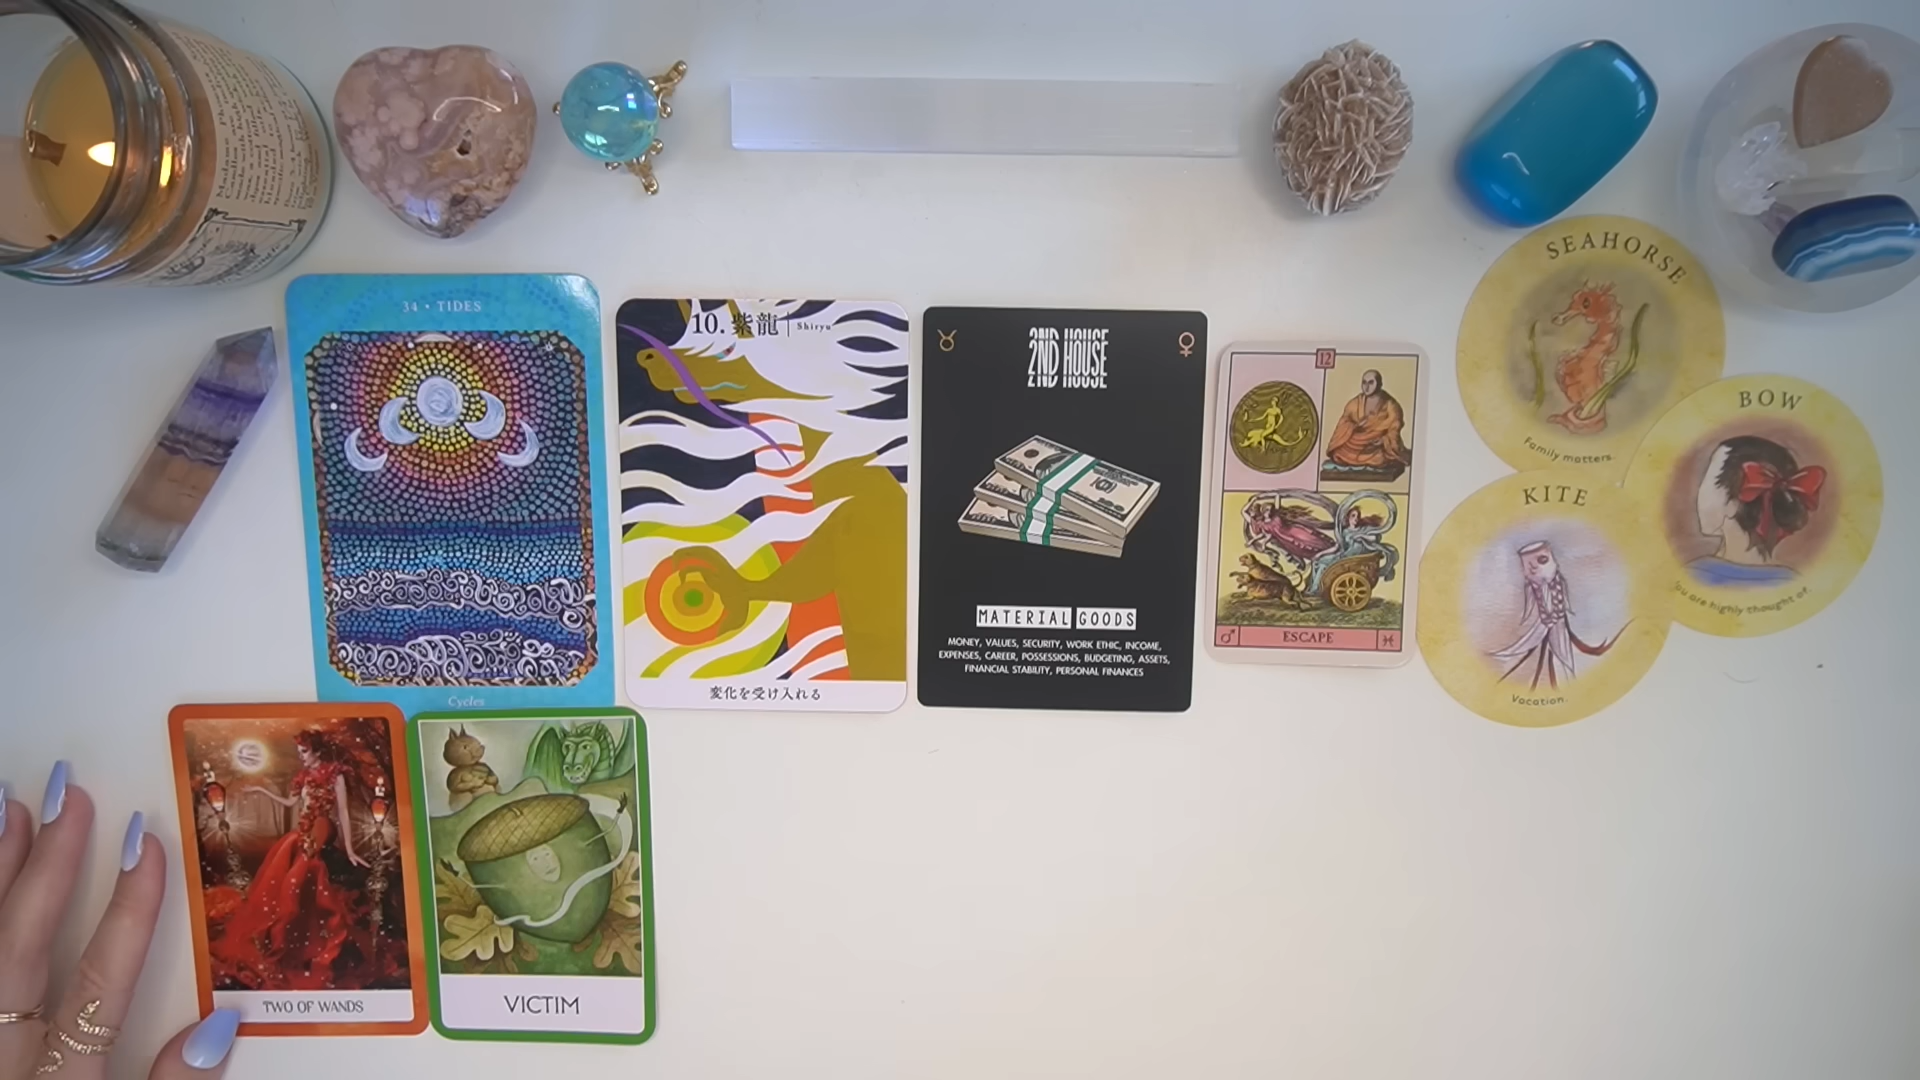 34 • TIDES
Cycles
10. 紫龍 | Shiryu
変化を受け入れる
2ND HOUSE
MATERIAL GOODS
MONEY, VALUES, SECURITY, WORK ETHIC, INCOME,
EXPENSES, CAREER, POSSESSIONS, BUDGETING, ASSETS,
FINANCIAL STABILITY, PERSONAL FINANCES
12
ESCAPE
SEAHORSE
Family matters.
BOW
You are highly thought of.
KITE
Vacation.
TWO OF WANDS
VICTIM